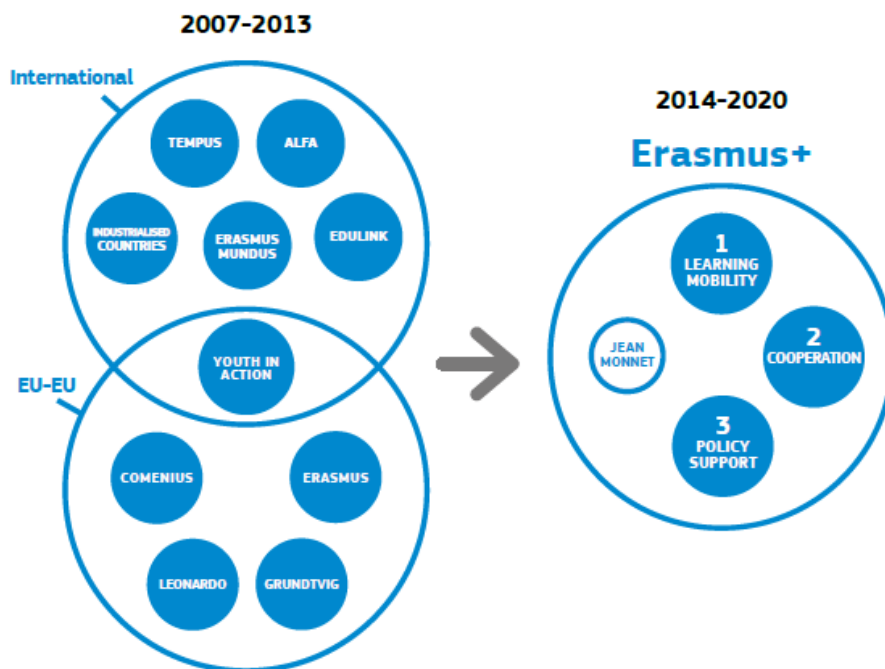 2007-2013
International
TEMPUS
ALFA
INDUSTRIALISED
COUNTRIES
ERASMUS
MUNDUS
EDULINK
YOUTH IN
ACTION
EU-EU
COMENIUS
ERASMUS
LEONARDO
GRUNDTVIG
2014-2020
Erasmus+
1
LEARNING
MOBILITY
JEAN
MONNET
2
COOPERATION
3
POLICY
SUPPORT